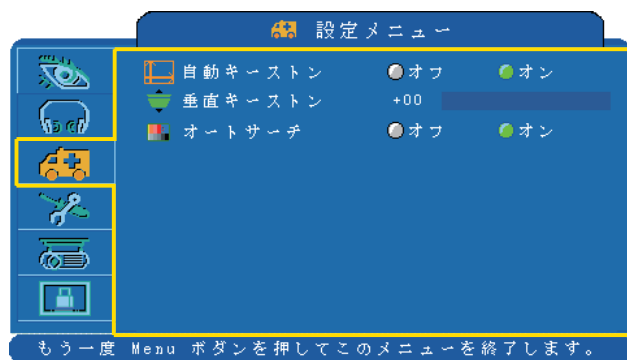 設定メニュー
自動キーストン オフ オン
垂直キーストン +00
オートサーチ オフ オン
もう一度 Menu ボダンを押してこのメニューを終了します。